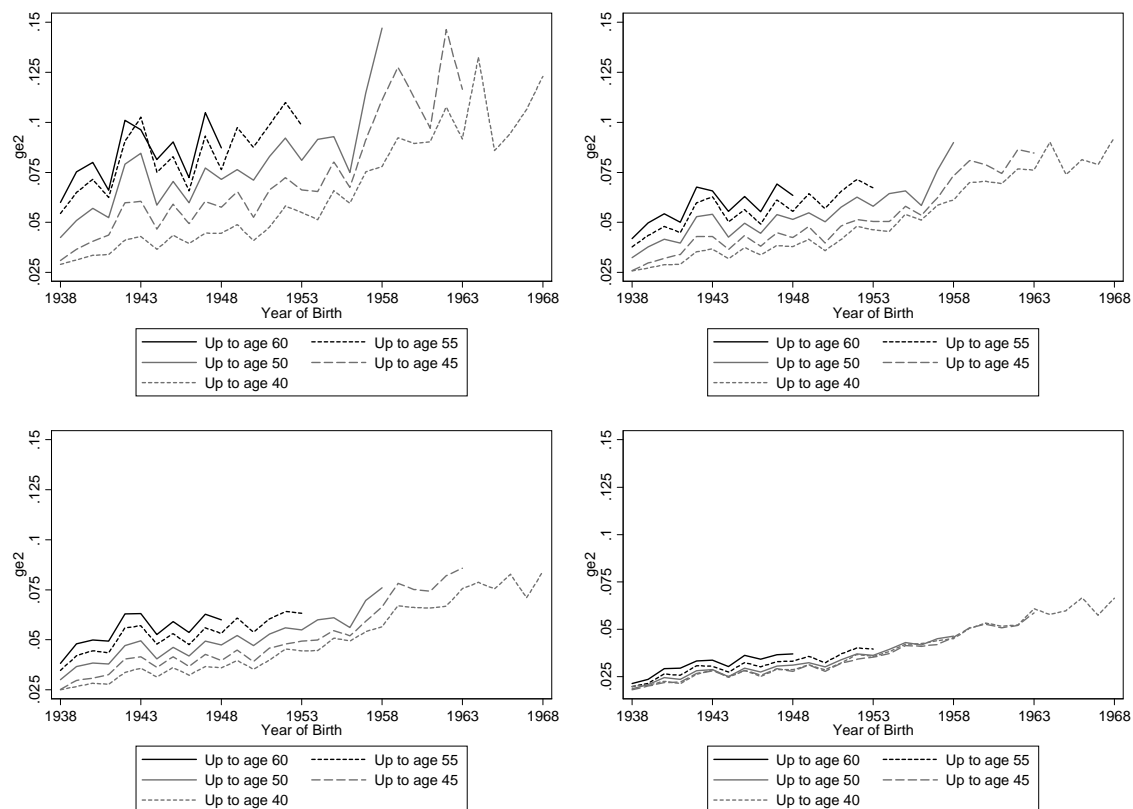 .15
.125
.1
.075
.05
.025
ge2
1938 1943 1948 1953 1958 1963 1968
Year of Birth
Up to age 60 Up to age 55
Up to age 50 Up to age 45
Up to age 40
.15
.125
.1
.075
.05
.025
ge2
1938 1943 1948 1953 1958 1963 1968
Year of Birth
Up to age 60 Up to age 55
Up to age 50 Up to age 45
Up to age 40
.15
.125
.1
.075
.05
.025
ge2
1938 1943 1948 1953 1958 1963 1968
Year of Birth
Up to age 60 Up to age 55
Up to age 50 Up to age 45
Up to age 40
.15
.125
.1
.075
.05
.025
ge2
1938 1943 1948 1953 1958 1963 1968
Year of Birth
Up to age 60 Up to age 55
Up to age 50 Up to age 45
Up to age 40